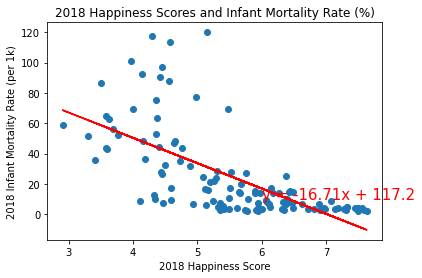 2018 Happiness Scores and Infant Mortality Rate (%)
2018 Infant Mortality Rate (per 1k)
120
100
80
60
40
20
0
y=-16.71x + 117.2
3 4 5 6 7
2018 Happiness Score